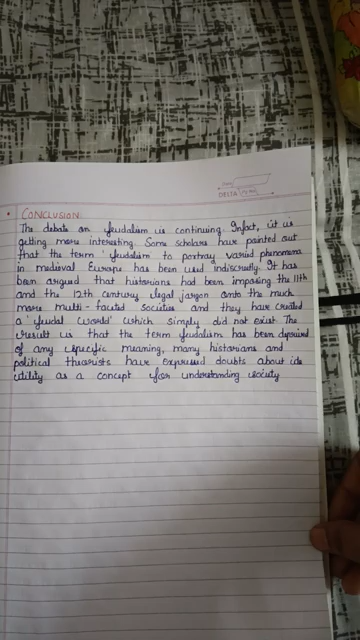 DELTA
• CONCLUSION
The debate on feudalism is continuing. Infact, it is
getting more interesting. Some scholars have pointed out
that the term 'feudalism to portray varied phenomena
in medieval Europe has been used indiscreetly. It has
been argued that historians had been imposing the 11th
and the 12th century legal jargon onto the much
more multi-faceted societies and they have created
a 'feudal world' which simply did not exist. The
result is that the term feudalism has been deprived
of any specific meaning, many historians and
political theorists have expressed doubts about its
utility as a concept for understanding society